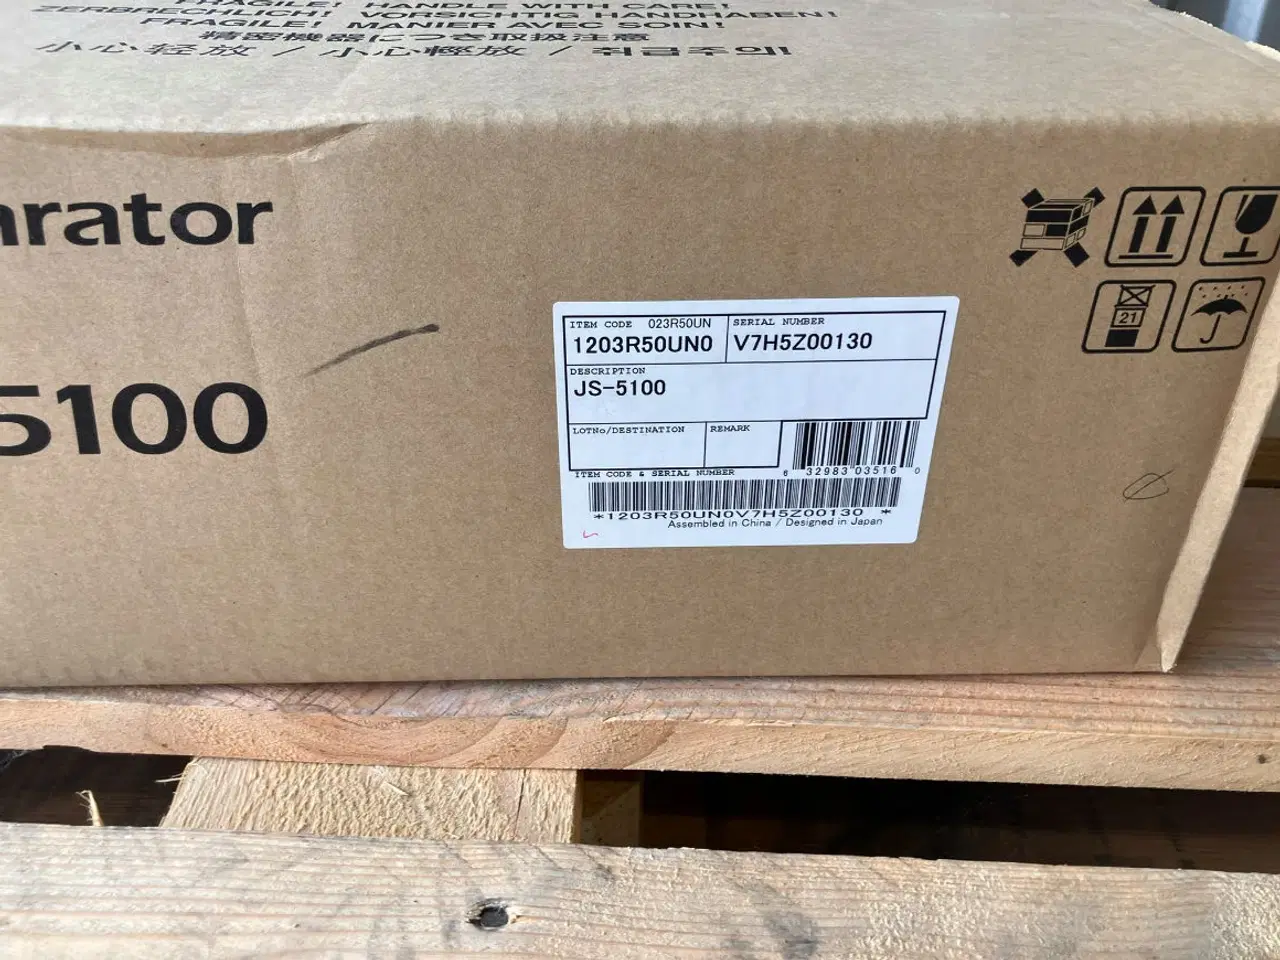 FRAGILE! HANDLE WITH CARE!
ZERBRECHLICH! VORSICHTIG HANDHABEN!
FRAGILE! MANIER AVEC SOIN!
精密機器につき取扱注意
小心轻放 / 小心輕放 / 취급주의!
arator
5100
ITEM CODE 023R50UN
1203R50UN0
SERIAL NUMBER
V7H5Z00130
DESCRIPTION
JS-5100
LOTNo/DESTINATION
REMARK
6 32983 03516 0
ITEM CODE & SERIAL NUMBER
*1203R50UN0V7H5Z00130 *
Assembled in China / Designed in Japan
21